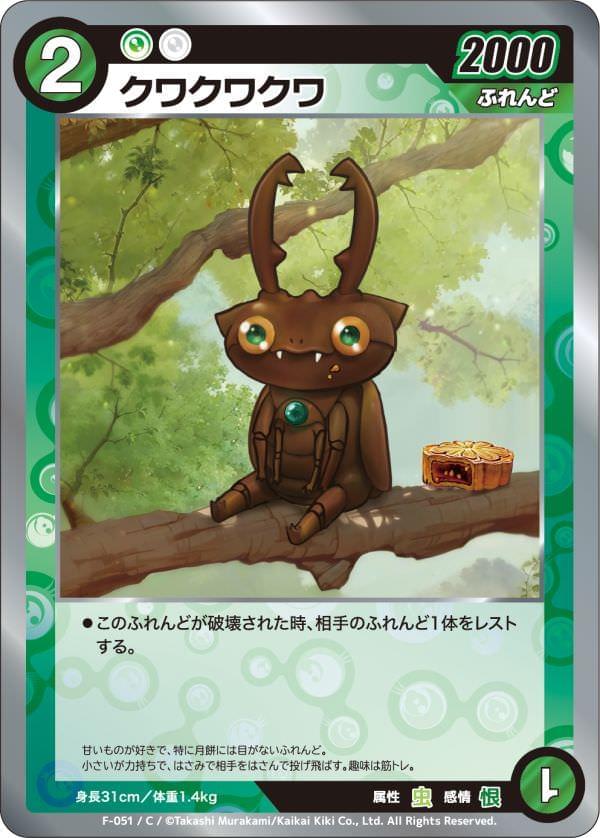 2
クワクワクワ
2000
ふれんど
●このふれんどが破壊された時、相手のふれんど1体をレスト
する。
甘いものが好きで、特に月餅には目がないふれんど。
小さいが力持ちで、はさみで相手をはさんで投げ飛ばす。趣味は筋トレ。
身長31cm／体重1.4kg
属性 虫 感情 恨
F-051 / C / ©Takashi Murakami/Kaikai Kiki Co., Ltd. All Rights Reserved.